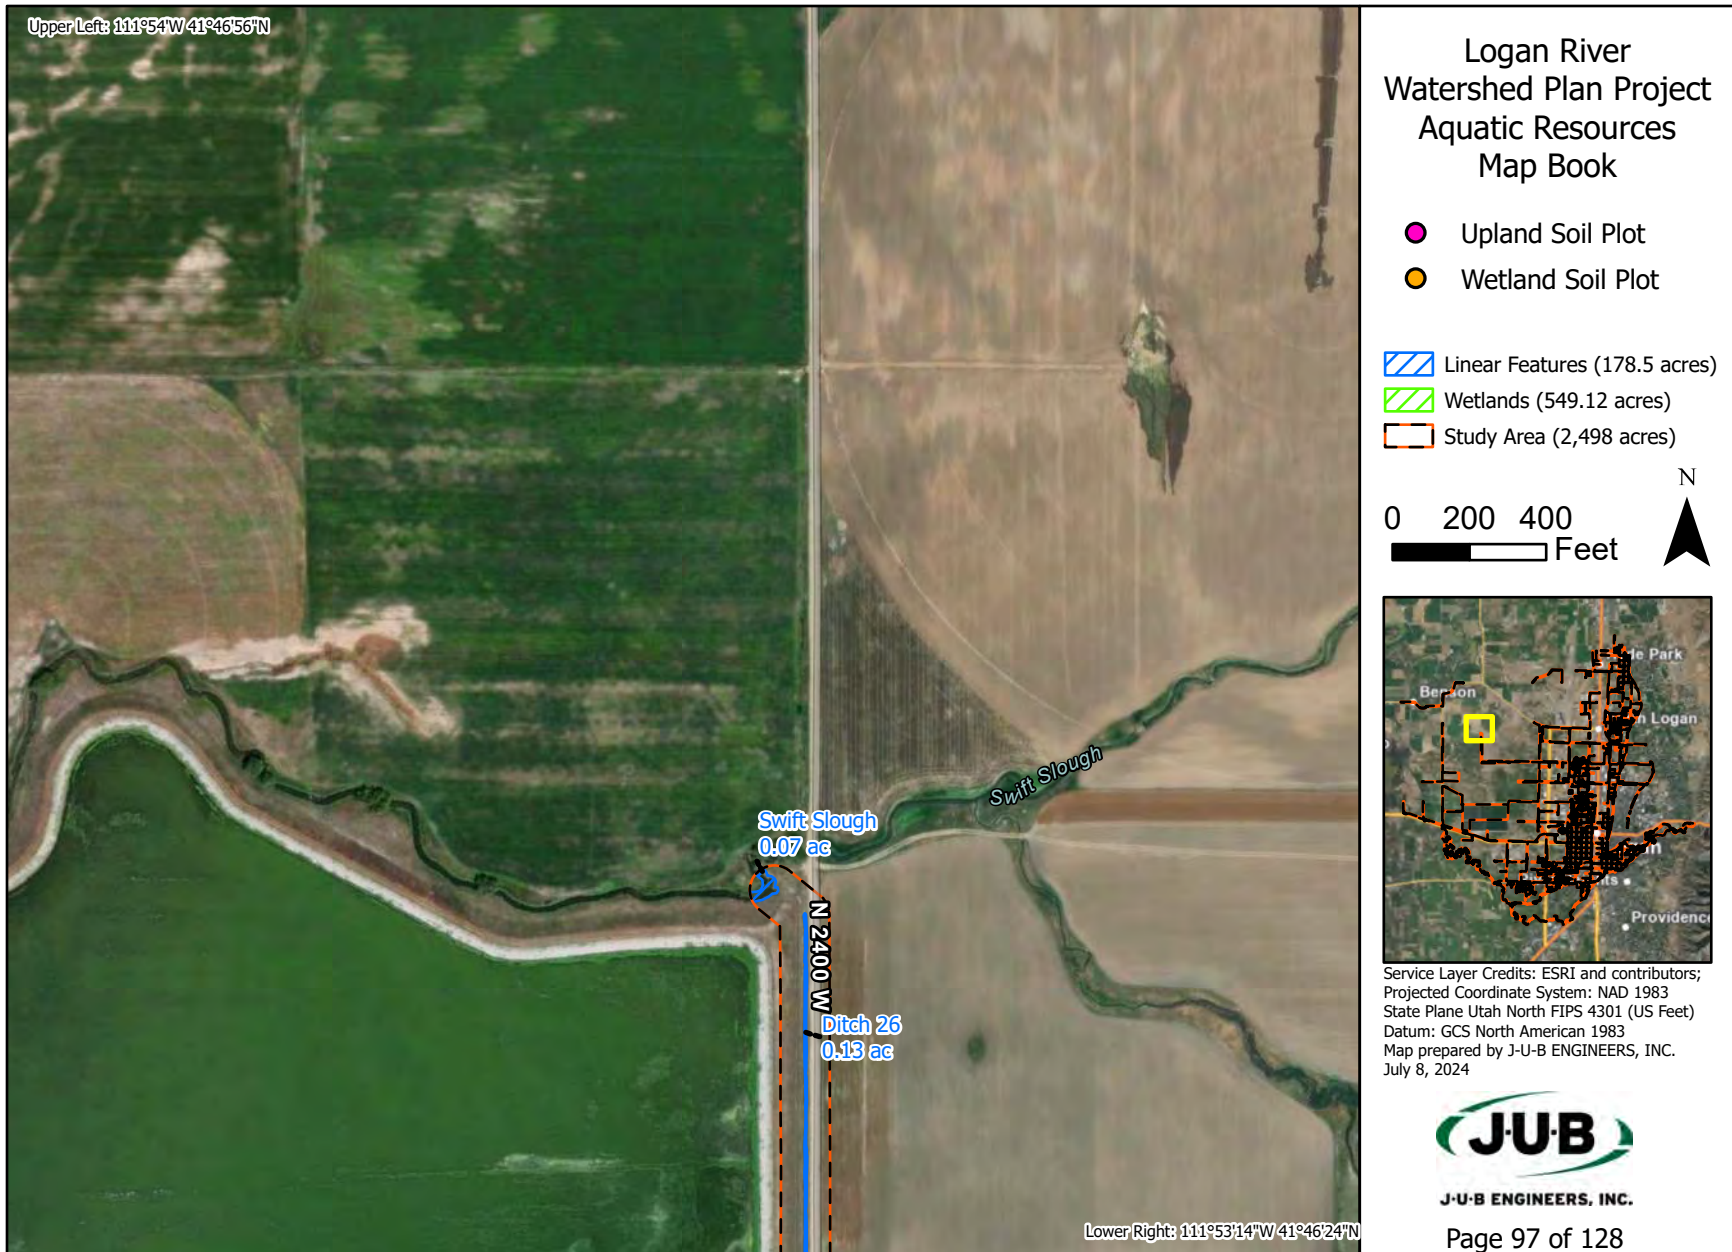 Upper Left: 111°54'W 41°46'56"N
Swift Slough
Swift Slough
0.07 ac
N 2400 W
Ditch 26
0.13 ac
Lower Right: 111°53'14"W 41°46'24"N
Logan River
Watershed Plan Project
Aquatic Resources
Map Book
Upland Soil Plot
Wetland Soil Plot
Linear Features (178.5 acres)
Wetlands (549.12 acres)
Study Area (2,498 acres)
N
0 200 400
Feet
de Park
Benson
n Logan
Providence
Service Layer Credits: ESRI and contributors;
Projected Coordinate System: NAD 1983
State Plane Utah North FIPS 4301 (US Feet)
Datum: GCS North American 1983
Map prepared by J-U-B ENGINEERS, INC.
July 8, 2024
J·U·B
J·U·B ENGINEERS, INC.
Page 97 of 128